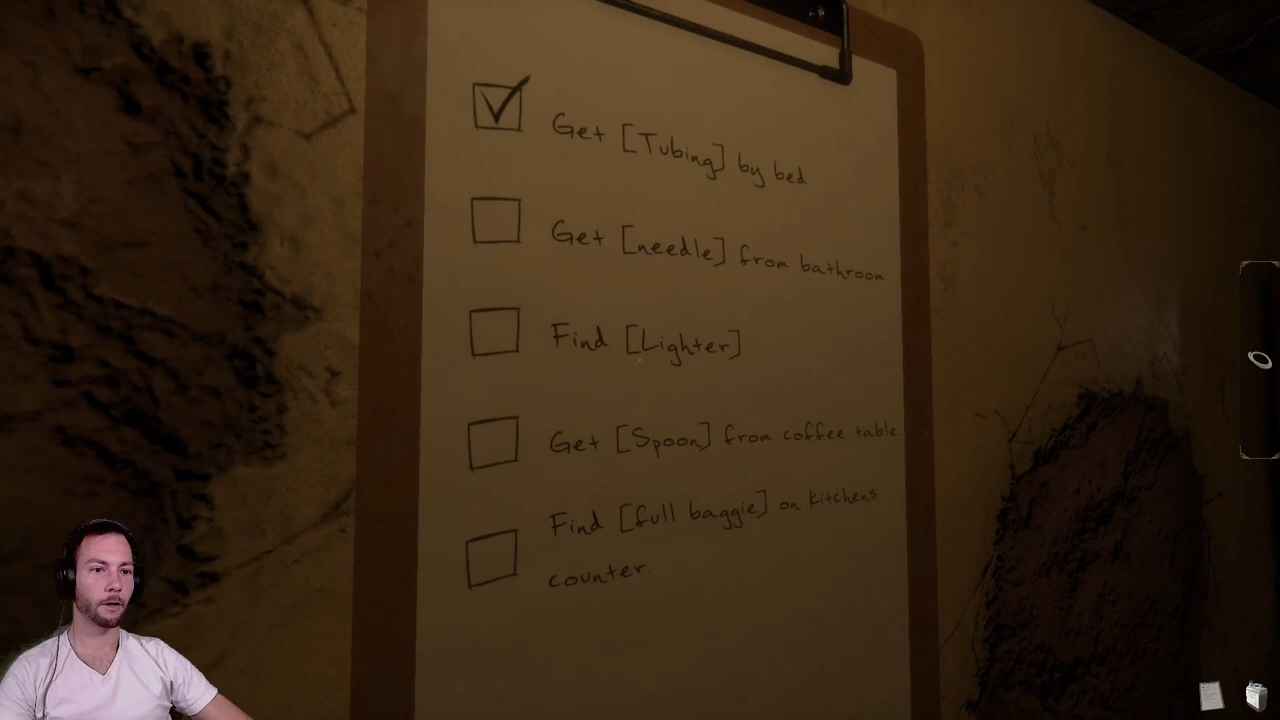 Get [Tubing] by bed
Get [needle] from bathroom
Find [Lighter]
Get [Spoon] from coffee table
Find [full baggie] on kitchens
counter.